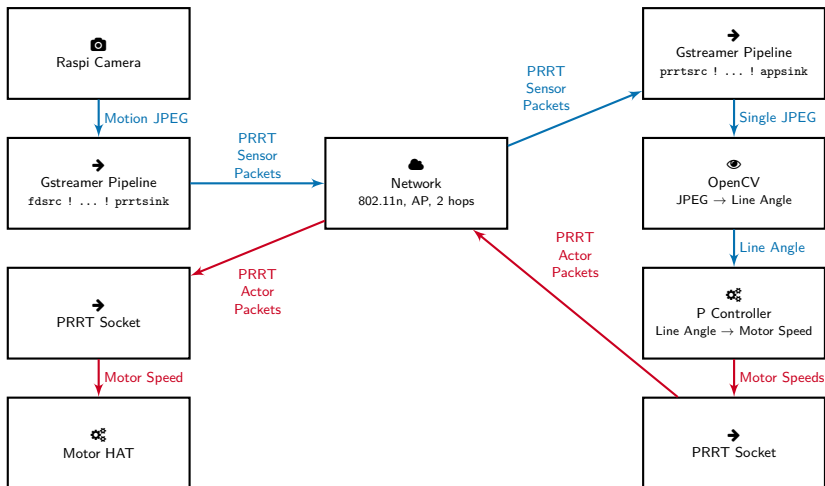 Raspi Camera
Motion JPEG
Gstreamer Pipeline
fdsrc ! ... ! prrtsink
PRRT
Sensor
Packets
Network
802.11n, AP, 2 hops
PRRT
Sensor
Packets
Gstreamer Pipeline
prrtsrc ! ... ! appsink
Single JPEG
OpenCV
JPEG → Line Angle
Line Angle
P Controller
Line Angle → Motor Speed
Motor Speeds
PRRT Socket
PRRT
Actor
Packets
PRRT
Actor
Packets
PRRT Socket
Motor Speed
Motor HAT